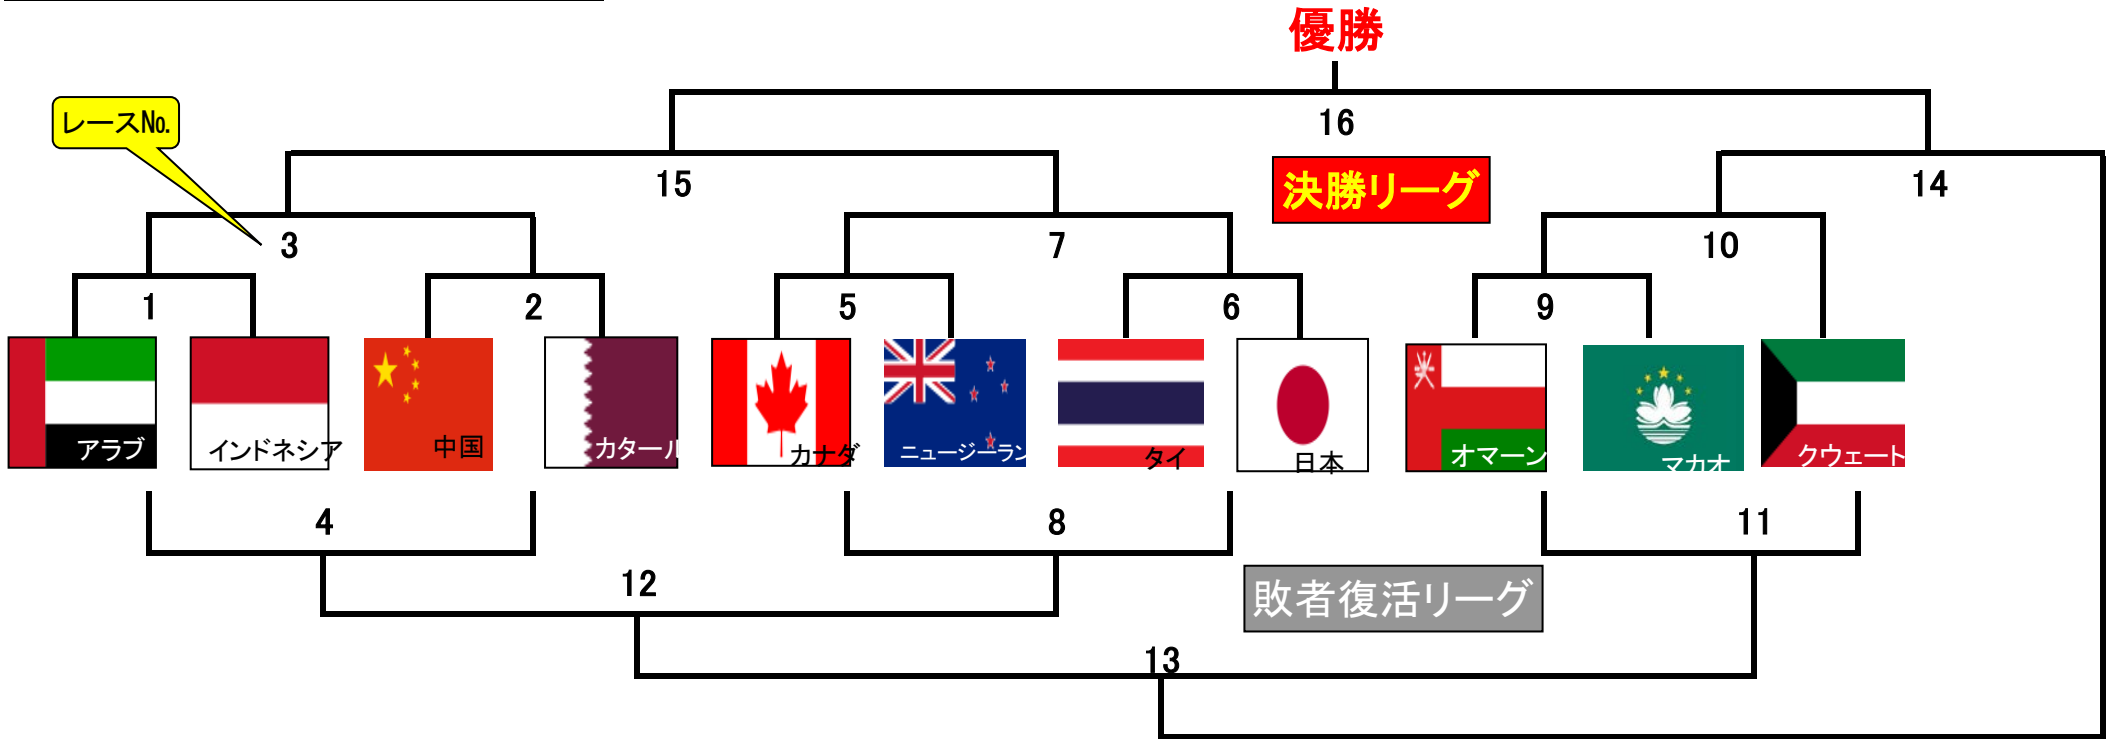 優勝
16
レース№.
15
決勝リーグ
14
3
7
10
1
2
5
6
9
アラブ
インドネシア
中国
カタール
カナダ
ニュージーラン
タイ
日本
オマーン
マカオ
クウェート
4
8
11
12
敗者復活リーグ
13